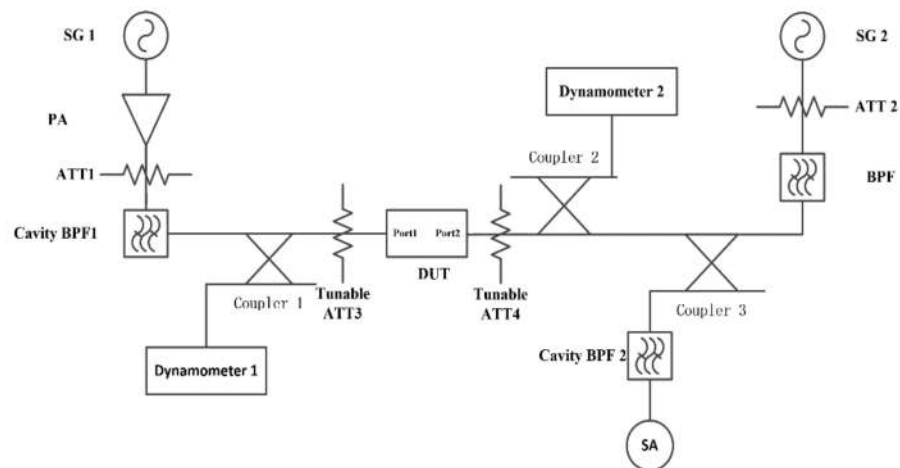 SG 1
SG 2
PA
Dynamometer 2
ATT 2
ATT1
Coupler 2
BPF
Cavity BPF1
Port1 Port2
DUT
Coupler 1
Tunable
ATT3
Tunable
ATT4
Coupler 3
Dynamometer 1
Cavity BPF 2
SA